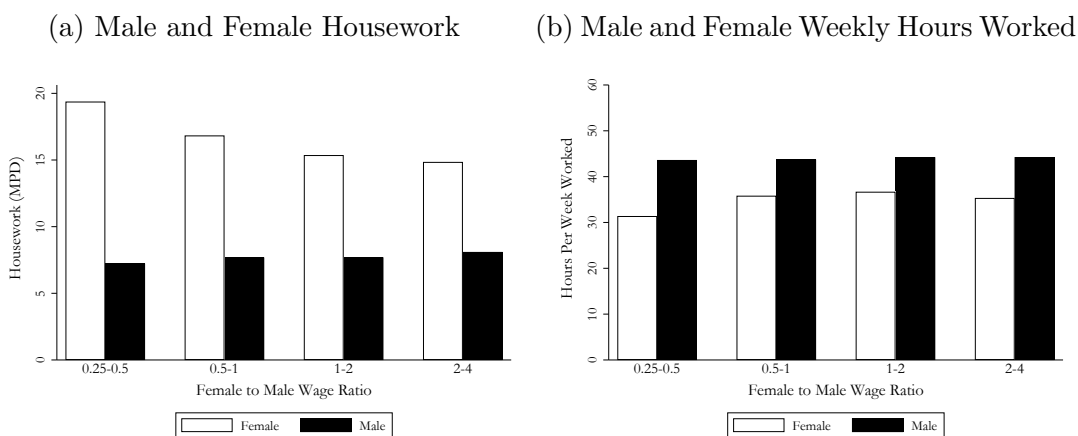 (a) Male and Female Housework
20
15
10
5
0
Housework (MPD)
0.25-0.5 0.5-1 1-2 2-4
Female to Male Wage Ratio
Female Male
(b) Male and Female Weekly Hours Worked
60
50
40
30
20
10
0
Hours Per Week Worked
0.25-0.5 0.5-1 1-2 2-4
Female to Male Wage Ratio
Female Male